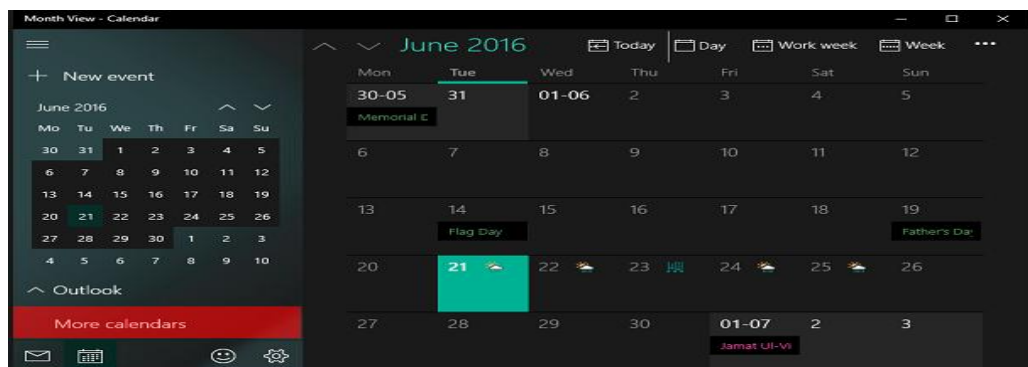 Month View - Calendar
June 2016 Today Day Work week Week
+ New event
June 2016
Mo Tu We Th Fr Sa Su
30 31 1 2 3 4 5
6 7 8 9 10 11 12
13 14 15 16 17 18 19
20 21 22 23 24 25 26
27 28 29 30 1 2 3
4 5 6 7 8 9 10
Outlook
More calendars
Mon Tue Wed Thu Fri Sat Sun
30-05 31 01-06 2 3 4 5
Memorial D
6 7 8 9 10 11 12
13 14 15 16 17 18 19
Flag Day Father's Da
20 21 22 23 24 25 26
27 28 29 30 01-07 2 3
Jamat Ul-Vi